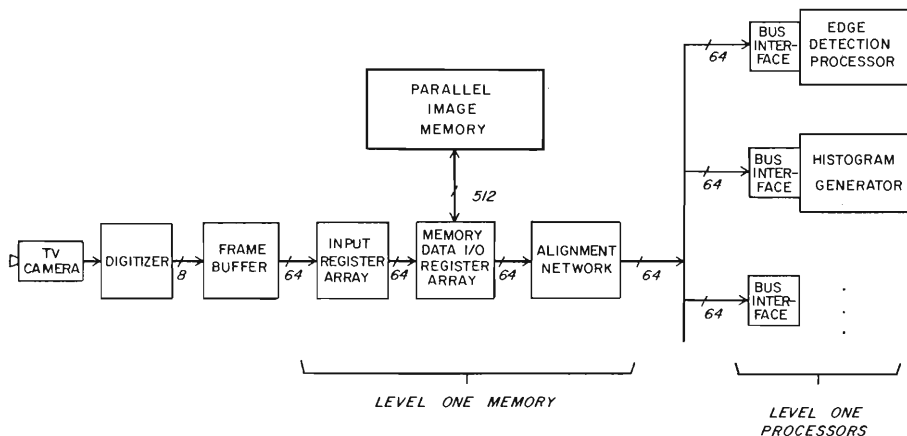 BUS
INTER-
FACE
EDGE
DETECTION
PROCESSOR
64
PARALLEL
IMAGE
MEMORY
BUS
INTER-
FACE
HISTOGRAM
GENERATOR
64
512
TV
CAMERA
DIGITIZER
8
FRAME
BUFFER
64
INPUT
REGISTER
ARRAY
64
MEMORY
DATA I/O
REGISTER
ARRAY
64
ALIGNMENT
NETWORK
64
BUS
INTER-
FACE
64
LEVEL ONE MEMORY
LEVEL ONE
PROCESSORS